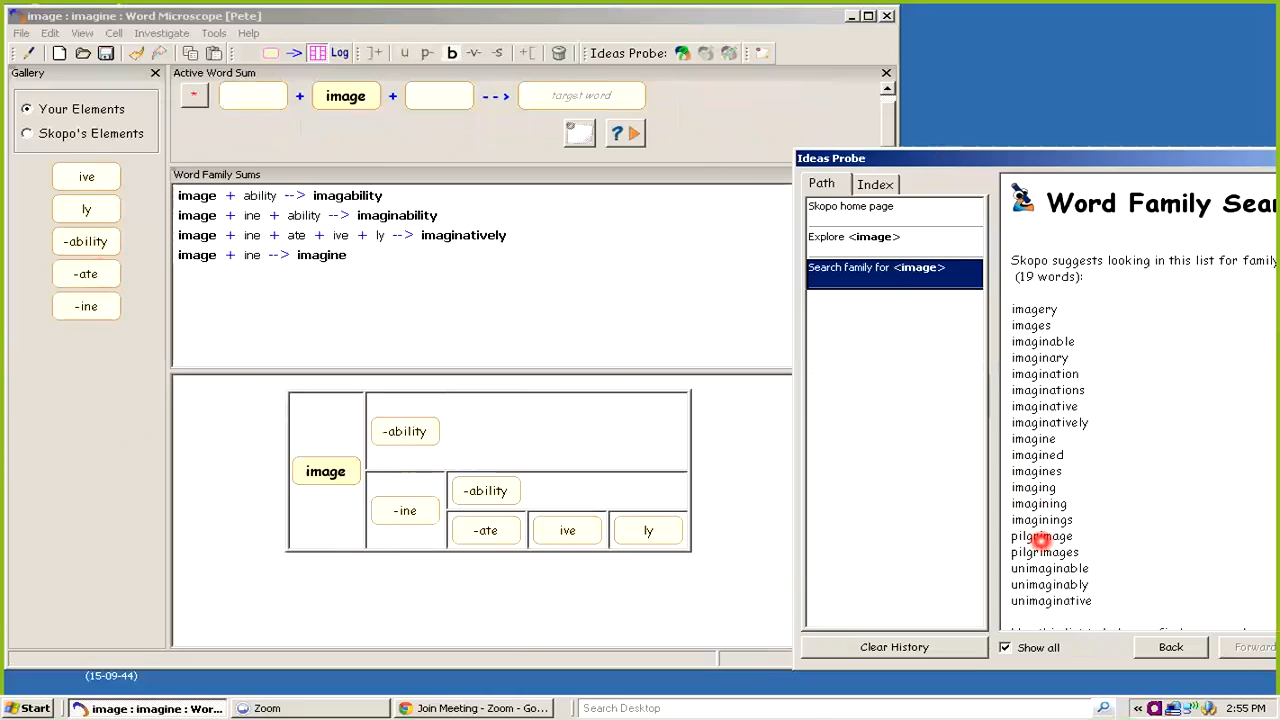 image : imagine : Word Microscope [Pete]
File Edit View Cell Investigate Tools Help
Log ]+ u p- b -v- -s +[ Ideas Probe:
Gallery
Your Elements
Skopo's Elements
ive
ly
-ability
-ate
-ine
Active Word Sum
* + image + --> target word
?
Word Family Sums
image + ability --> imagability
image + ine + ability --> imaginability
image + ine + ate + ive + ly --> imaginatively
image + ine --> imagine
-ability
image
-ine
-ability
-ate ive ly
Ideas Probe
Path Index
Skopo home page
Explore <image>
Search family for <image>
Clear History
Word Family Sear
Skopo suggests looking in this list for family
(19 words):
imagery
images
imaginable
imaginary
imagination
imaginations
imaginative
imaginatively
imagine
imagined
imagines
imaging
imagining
imaginings
pilgrimage
pilgrimages
unimaginable
unimaginably
unimaginative
Show all Back Forward
(15-09-44)
Start image : imagine : Wor... Zoom Join Meeting - Zoom - Go... Search Desktop « 2:55 PM